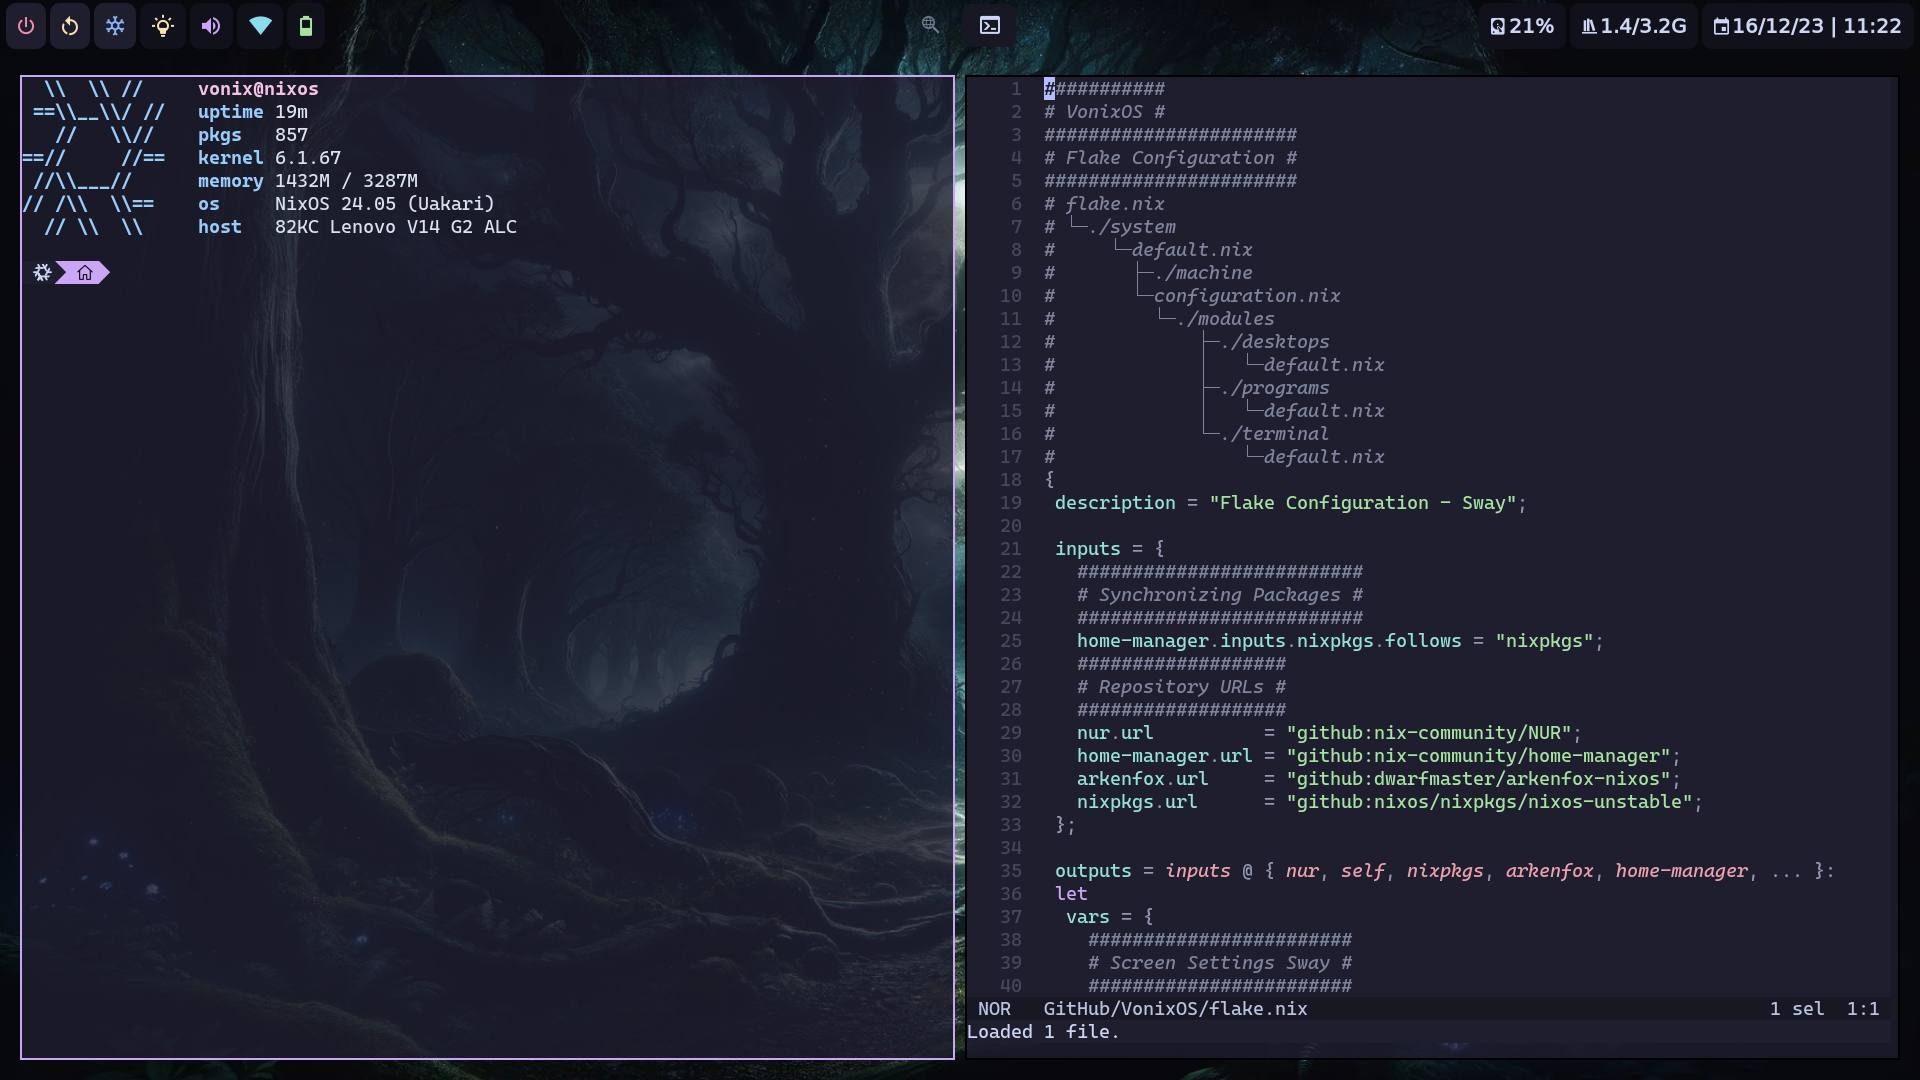 21%
1.4/3.2G
16/12/23 | 11:22
  \\  \\ //     vonix@nixos
 ==\\__\\/ //   uptime 19m
   //   \\//    pkgs   857
==//     //==   kernel 6.1.67
 //\\___//      memory 1432M / 3287M
// /\\  \\==    os     NixOS 24.05 (Uakari)
  // \\  \\     host   82KC Lenovo V14 G2 ALC
1 ###########
2 # VonixOS #
3 #######################
4 # Flake Configuration #
5 #######################
6 # flake.nix
7 # └─./system
8 #     └─default.nix
9 #       ├─./machine
10 #       └─configuration.nix
11 #         └─./modules
12 #             ├─./desktops
13 #             │   └─default.nix
14 #             ├─./programs
15 #             │   └─default.nix
16 #             └─./terminal
17 #                 └─default.nix
18 {
19  description = "Flake Configuration - Sway";
20
21  inputs = {
22    ##########################
23    # Synchronizing Packages #
24    ##########################
25    home-manager.inputs.nixpkgs.follows = "nixpkgs";
26    ###################
27    # Repository URLs #
28    ###################
29    nur.url          = "github:nix-community/NUR";
30    home-manager.url = "github:nix-community/home-manager";
31    arkenfox.url     = "github:dwarfmaster/arkenfox-nixos";
32    nixpkgs.url      = "github:nixos/nixpkgs/nixos-unstable";
33  };
34
35  outputs = inputs @ { nur, self, nixpkgs, arkenfox, home-manager, ... }:
36  let
37   vars = {
38     ########################
39     # Screen Settings Sway #
40     ########################
NOR   GitHub/VonixOS/flake.nix   1 sel  1:1
Loaded 1 file.